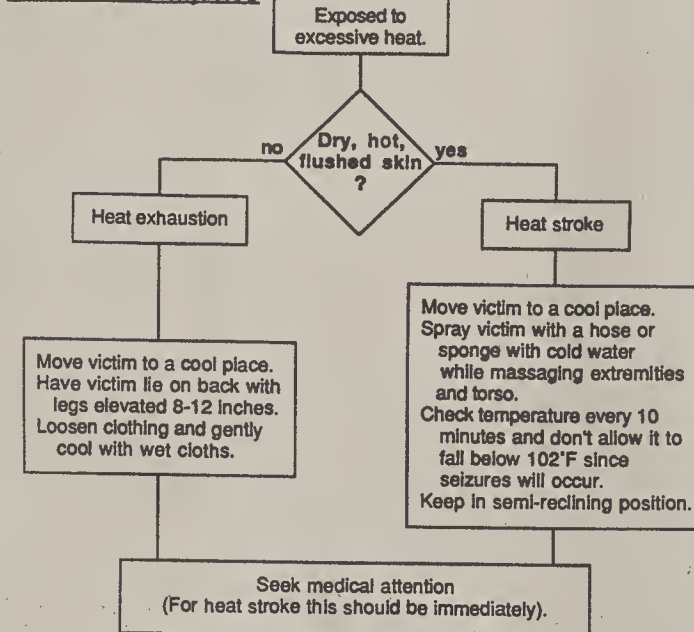 Exposed to
excessive heat.
Dry, hot,
flushed skin
?
no
yes
Heat exhaustion
Heat stroke
Move victim to a cool place.
Have victim lie on back with
legs elevated 8-12 inches.
Loosen clothing and gently
cool with wet cloths.
Move victim to a cool place.
Spray victim with a hose or
sponge with cold water
while massaging extremities
and torso.
Check temperature every 10
minutes and don't allow it to
fall below 102°F since
seizures will occur.
Keep in semi-reclining position.
Seek medical attention
(For heat stroke this should be immediately).